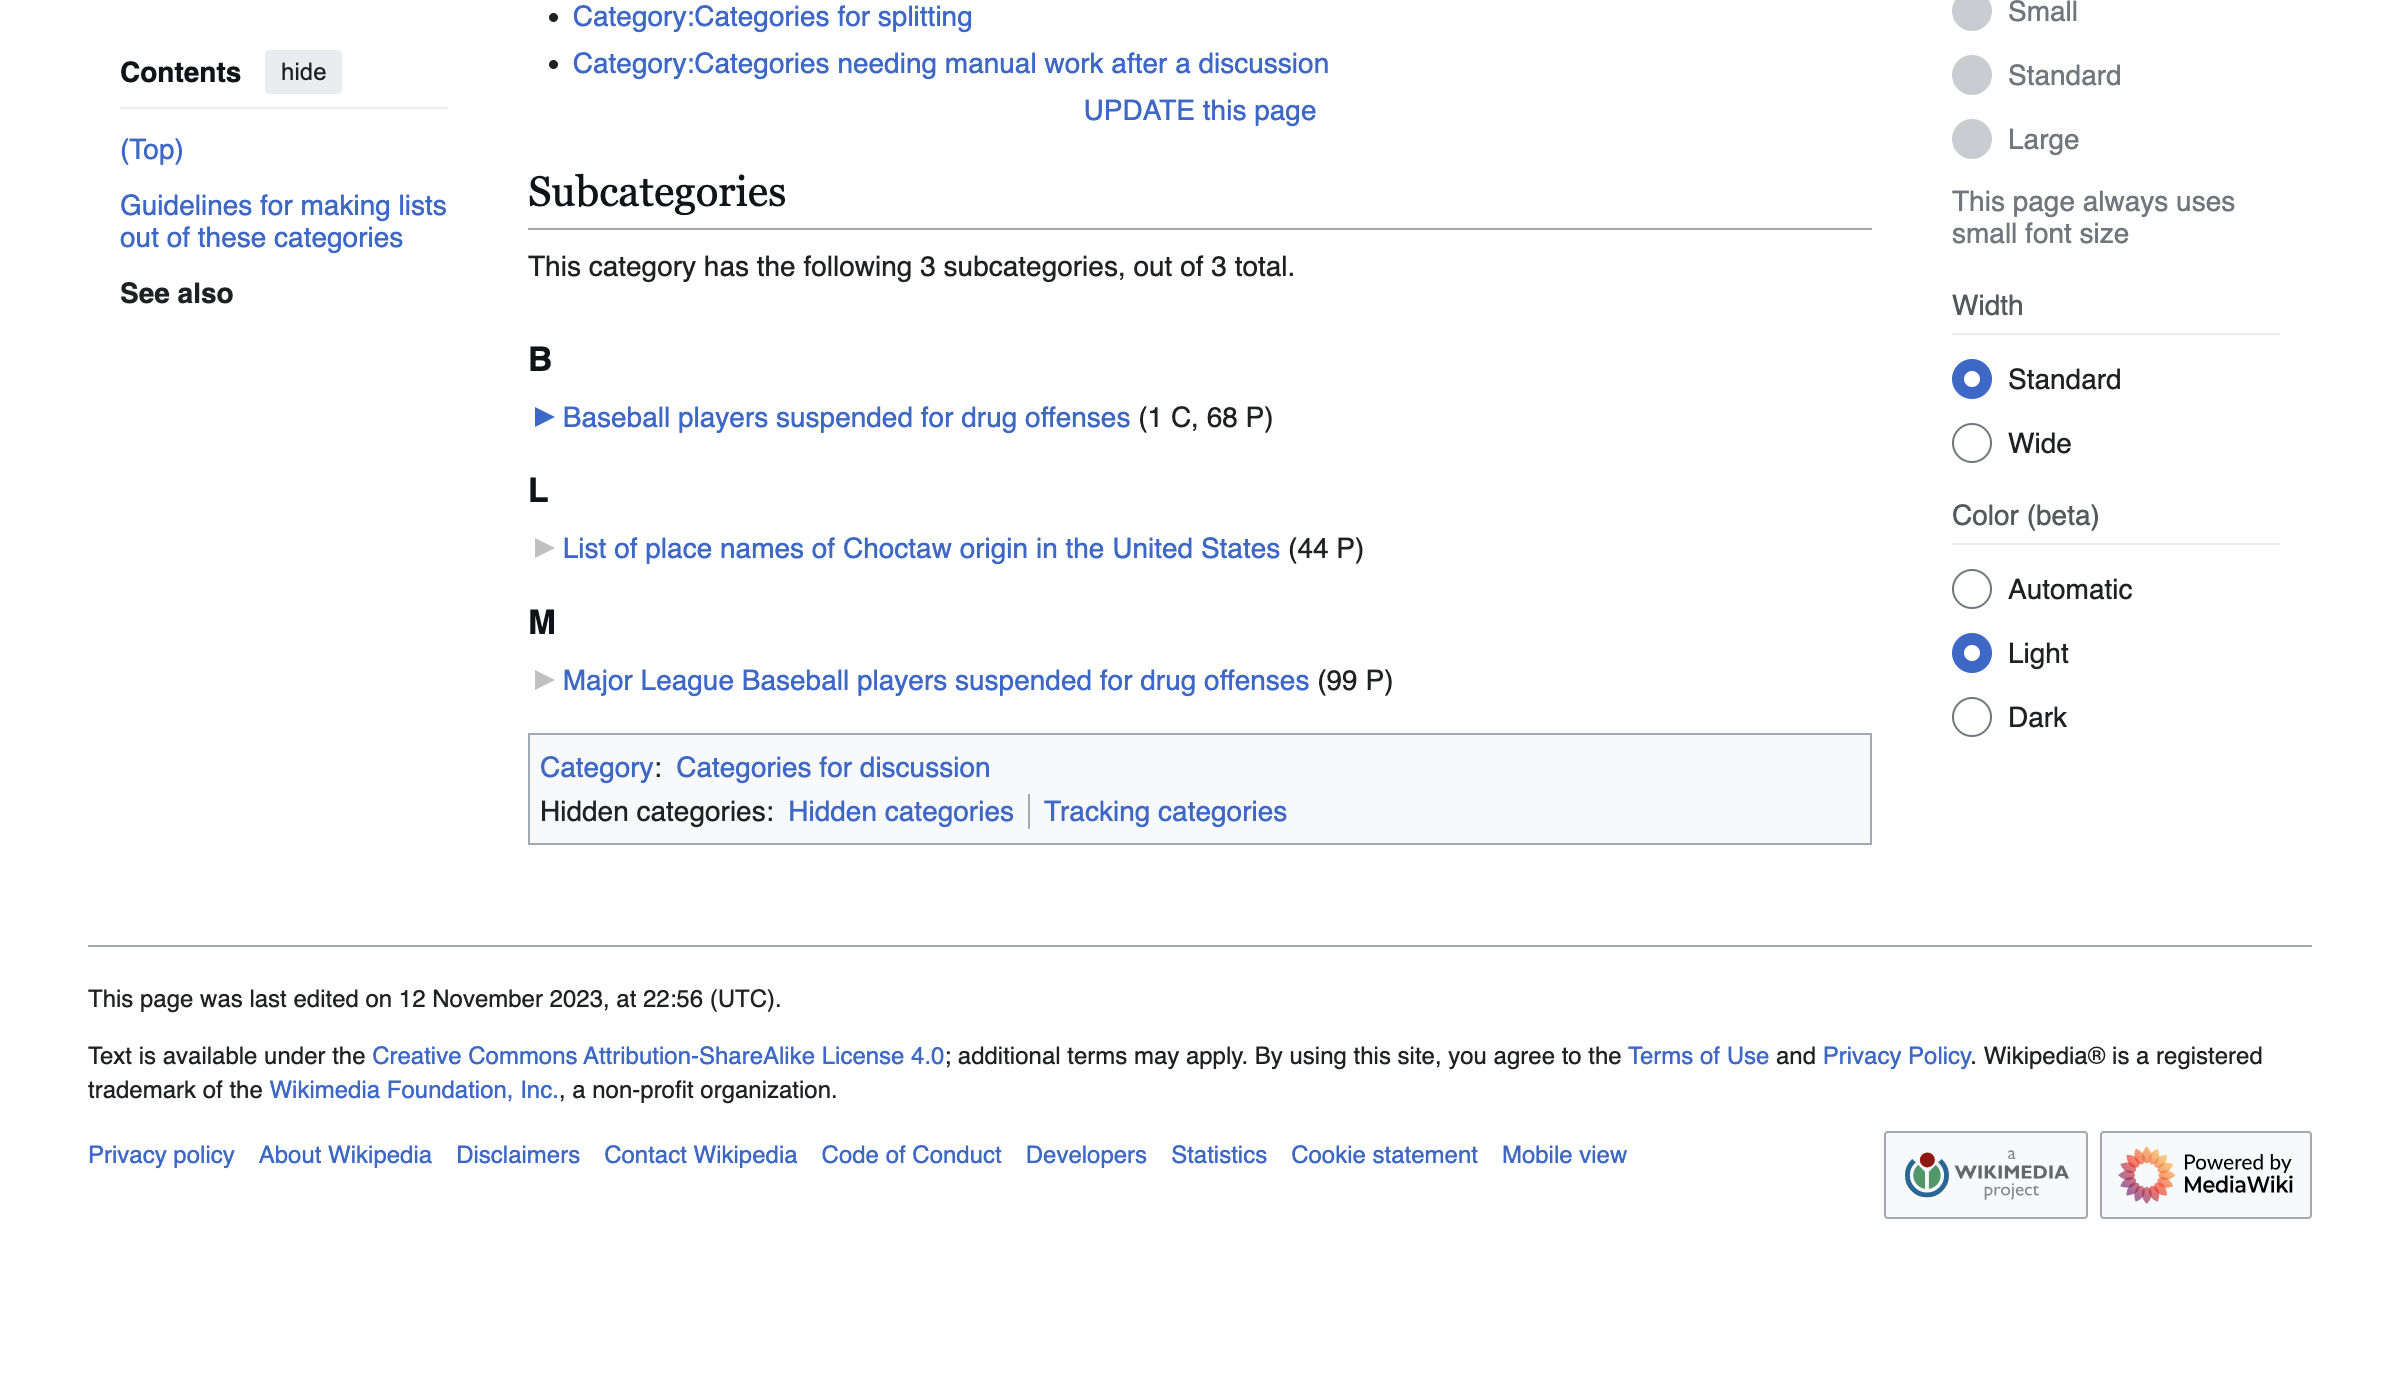 Category:Categories for splitting
Category:Categories needing manual work after a discussion
UPDATE this page
Contents hide
(Top)
Guidelines for making lists
out of these categories
See also
Subcategories
This category has the following 3 subcategories, out of 3 total.
B
Baseball players suspended for drug offenses (1 C, 68 P)
L
List of place names of Choctaw origin in the United States (44 P)
M
Major League Baseball players suspended for drug offenses (99 P)
Category: Categories for discussion
Hidden categories: Hidden categories | Tracking categories
Small
Standard
Large
This page always uses
small font size
Width
Standard
Wide
Color (beta)
Automatic
Light
Dark
This page was last edited on 12 November 2023, at 22:56 (UTC).
Text is available under the Creative Commons Attribution-ShareAlike License 4.0; additional terms may apply. By using this site, you agree to the Terms of Use and Privacy Policy. Wikipedia® is a registered
trademark of the Wikimedia Foundation, Inc., a non-profit organization.
Privacy policy About Wikipedia Disclaimers Contact Wikipedia Code of Conduct Developers Statistics Cookie statement Mobile view
a
WIKIMEDIA
project
Powered by
MediaWiki